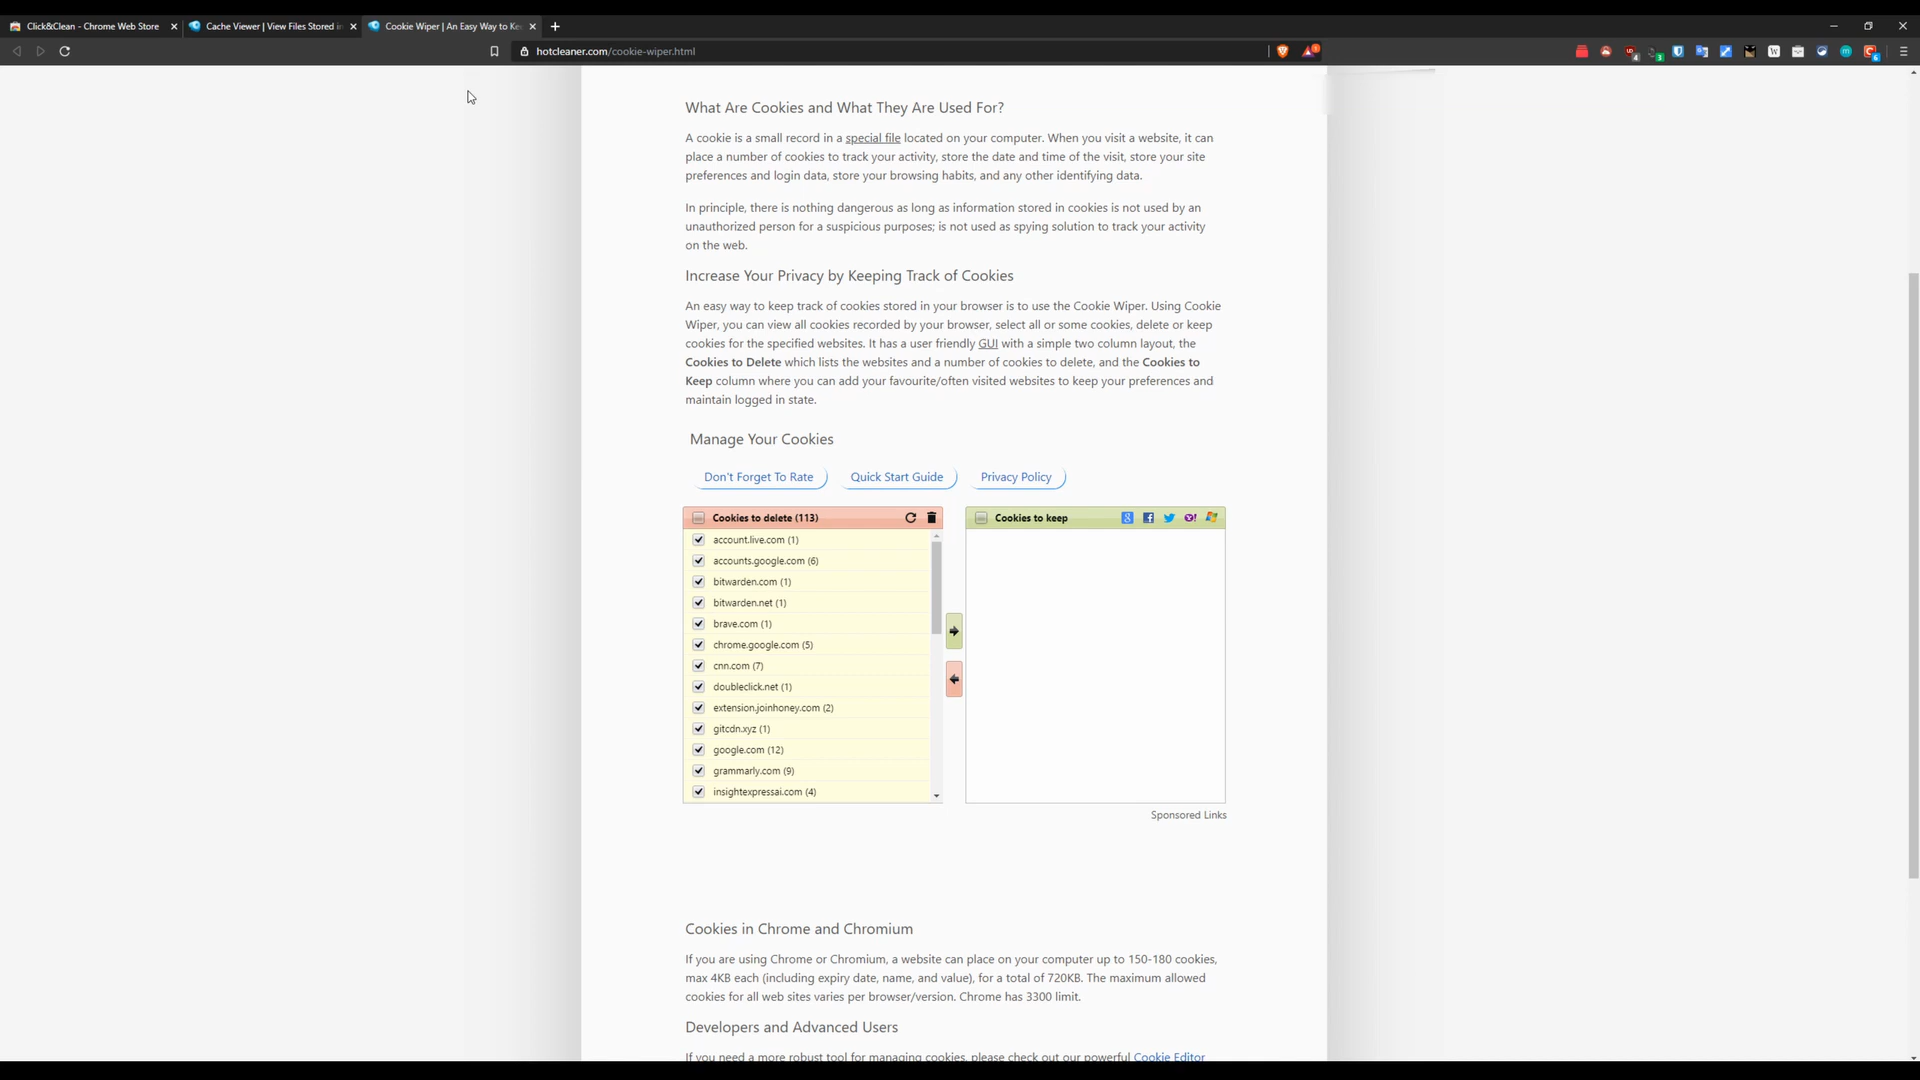 Click&Clean - Chrome Web Store
Cache Viewer | View Files Stored in
Cookie Wiper | An Easy Way to Ke
hotcleaner.com/cookie-wiper.html
What Are Cookies and What They Are Used For?
A cookie is a small record in a special file located on your computer. When you visit a website, it can
place a number of cookies to track your activity, store the date and time of the visit, store your site
preferences and login data, store your browsing habits, and any other identifying data.
In principle, there is nothing dangerous as long as information stored in cookies is not used by an
unauthorized person for a suspicious purposes; is not used as spying solution to track your activity
on the web.
Increase Your Privacy by Keeping Track of Cookies
An easy way to keep track of cookies stored in your browser is to use the Cookie Wiper. Using Cookie
Wiper, you can view all cookies recorded by your browser, select all or some cookies, delete or keep
cookies for the specified websites. It has a user friendly GUI with a simple two column layout, the
Cookies to Delete which lists the websites and a number of cookies to delete, and the Cookies to
Keep column where you can add your favourite/often visited websites to keep your preferences and
maintain logged in state.
Manage Your Cookies
Don't Forget To Rate
Quick Start Guide
Privacy Policy
Cookies to delete (113)
account.live.com (1)
accounts.google.com (6)
bitwarden.com (1)
bitwarden.net (1)
brave.com (1)
chrome.google.com (5)
cnn.com (7)
doubleclick.net (1)
extension.joinhoney.com (2)
gitcdn.xyz (1)
google.com (12)
grammarly.com (9)
insightexpressai.com (4)
Cookies to keep
Sponsored Links
Cookies in Chrome and Chromium
If you are using Chrome or Chromium, a website can place on your computer up to 150-180 cookies,
max 4KB each (including expiry date, name, and value), for a total of 720KB. The maximum allowed
cookies for all web sites varies per browser/version. Chrome has 3300 limit.
Developers and Advanced Users
If you need a more robust tool for managing cookies, please check out our powerful Cookie Editor